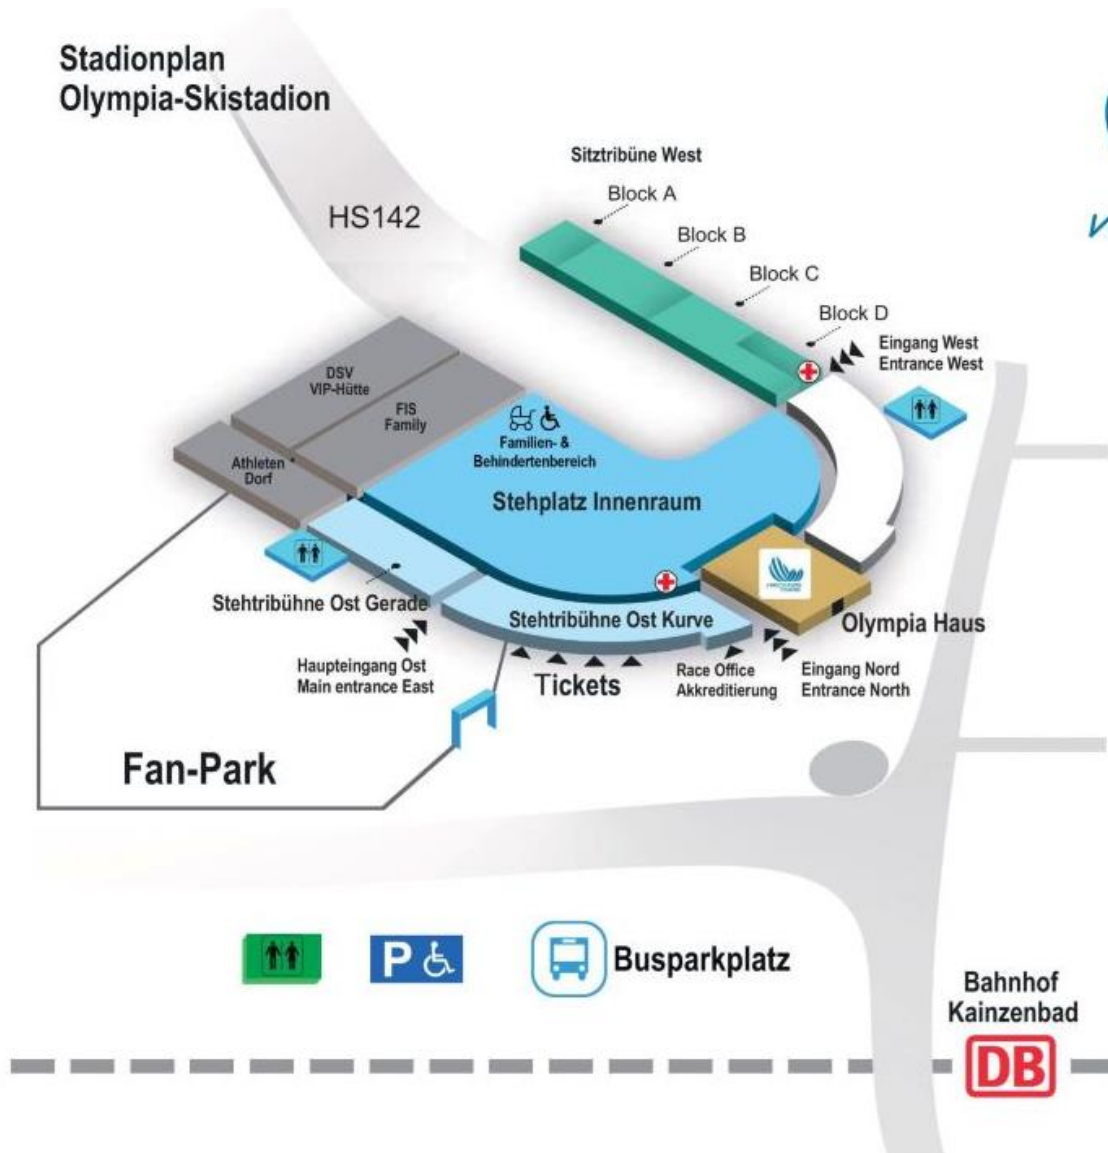 Stadionplan
Olympia-Skistadion
Sitztribüne West
Block A
HS142
Block B
Block C
Block D
Eingang West
Entrance West
DSV
VIP-Hütte
FIS
Family
Familien- &
Behindertenbereich
Athleten
Dorf
Stehplatz Innenraum
Stehtribühne Ost Gerade
Stehtribühne Ost Kurve
Olympia Haus
Haupteingang Ost
Main entrance East
Tickets
Race Office
Akkreditierung
Eingang Nord
Entrance North
Fan-Park
P
Busparkplatz
Bahnhof
Kainzenbad
DB